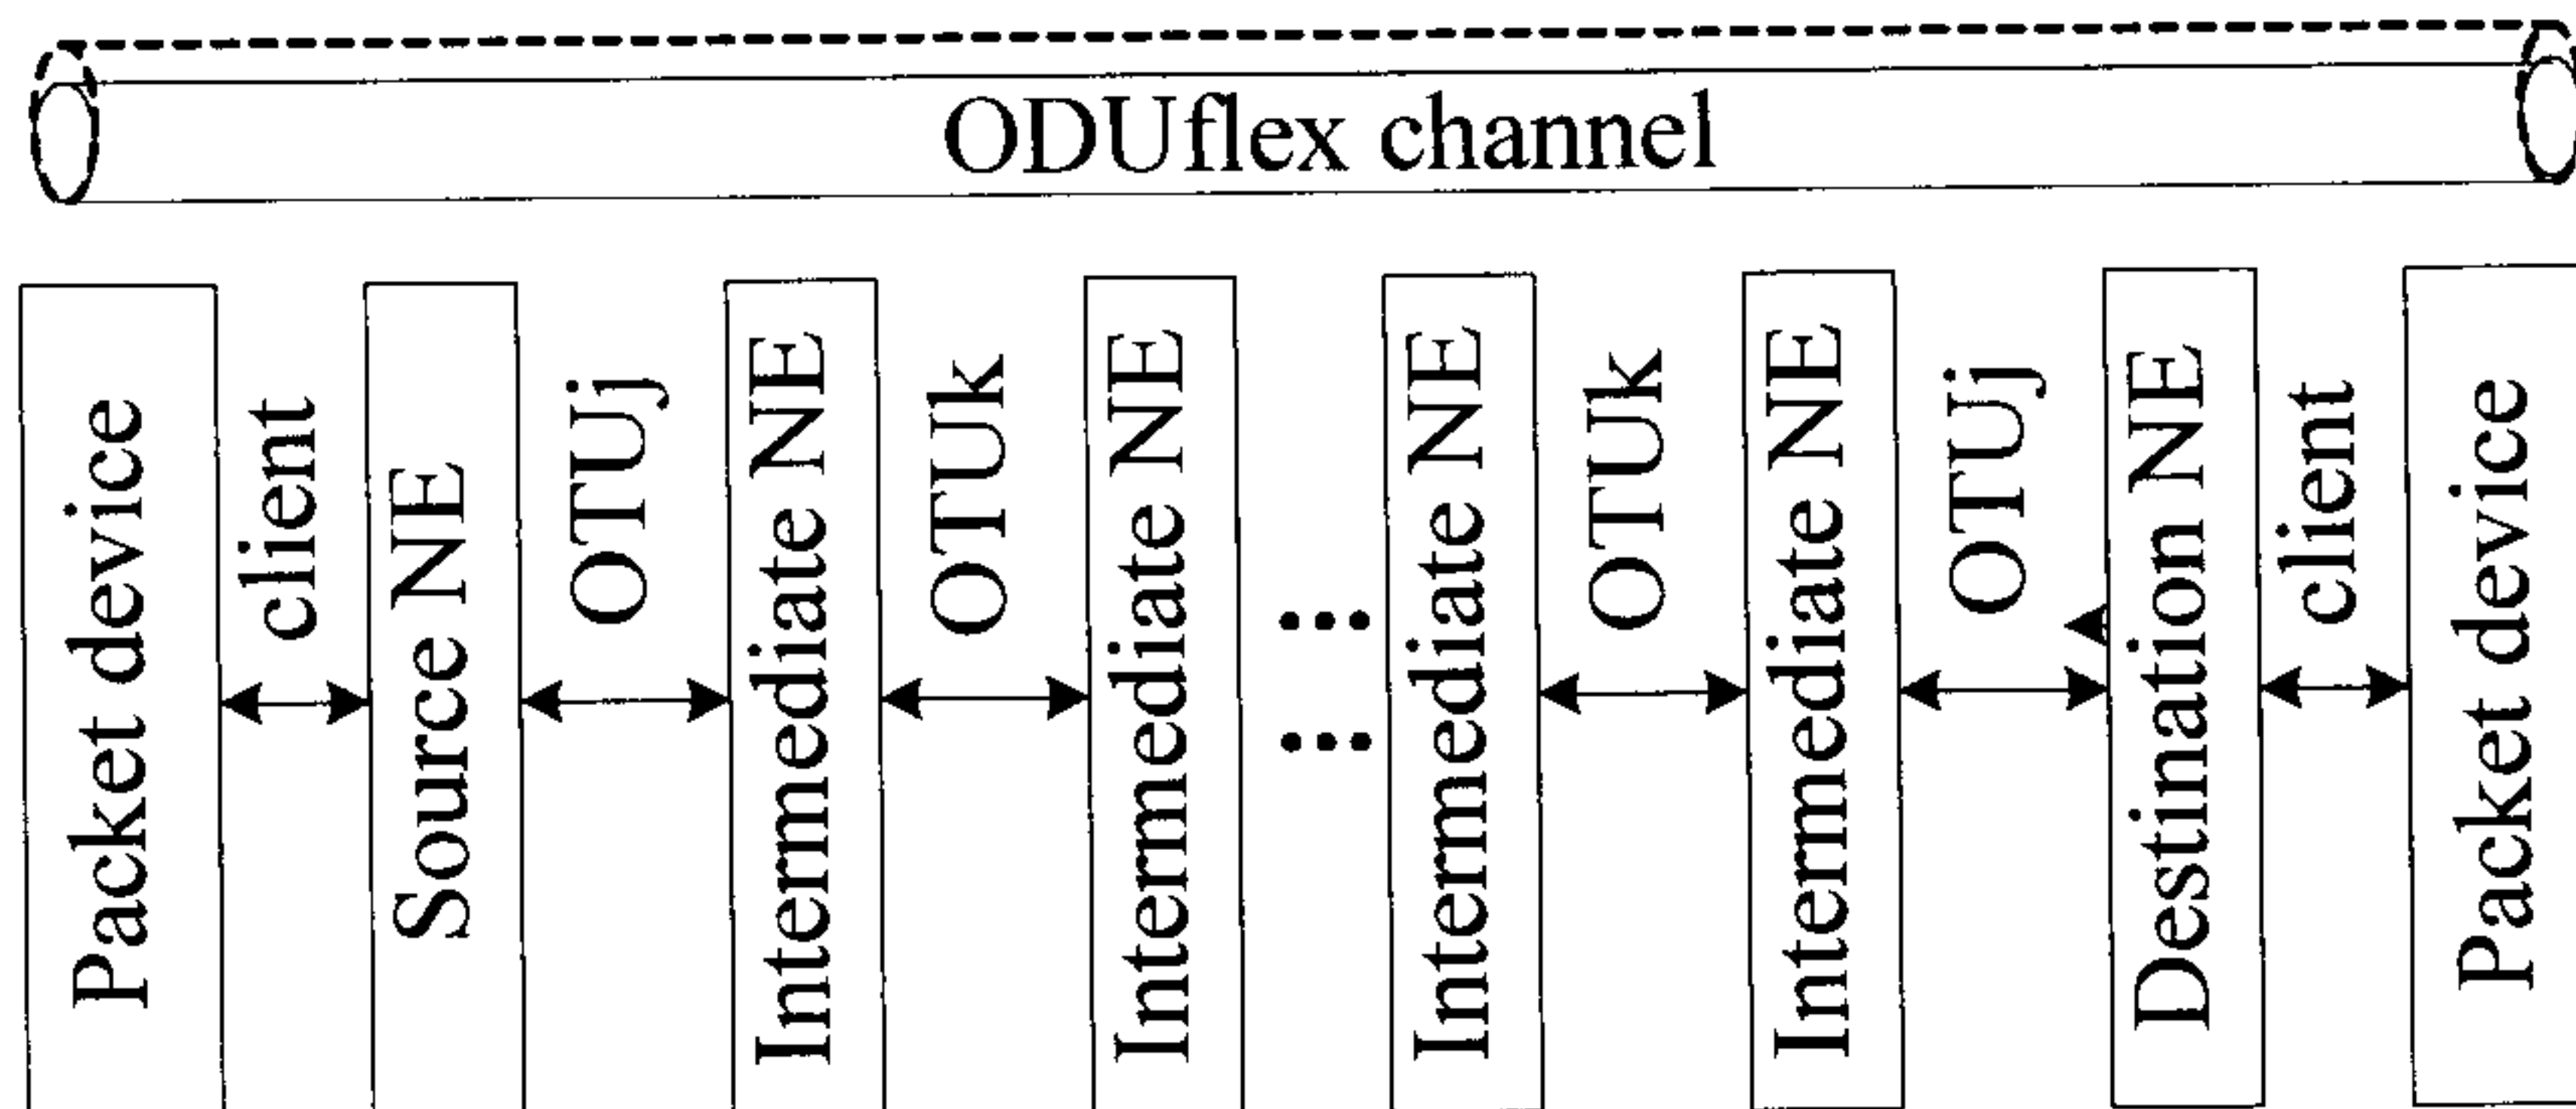 ODUflex channel
Packet device
client
Source NE
OTUj
Intermediate NE
OTUk
Intermediate NE
Intermediate NE
OTUk
Intermediate NE
OTUj
Destination NE
client
Packet device